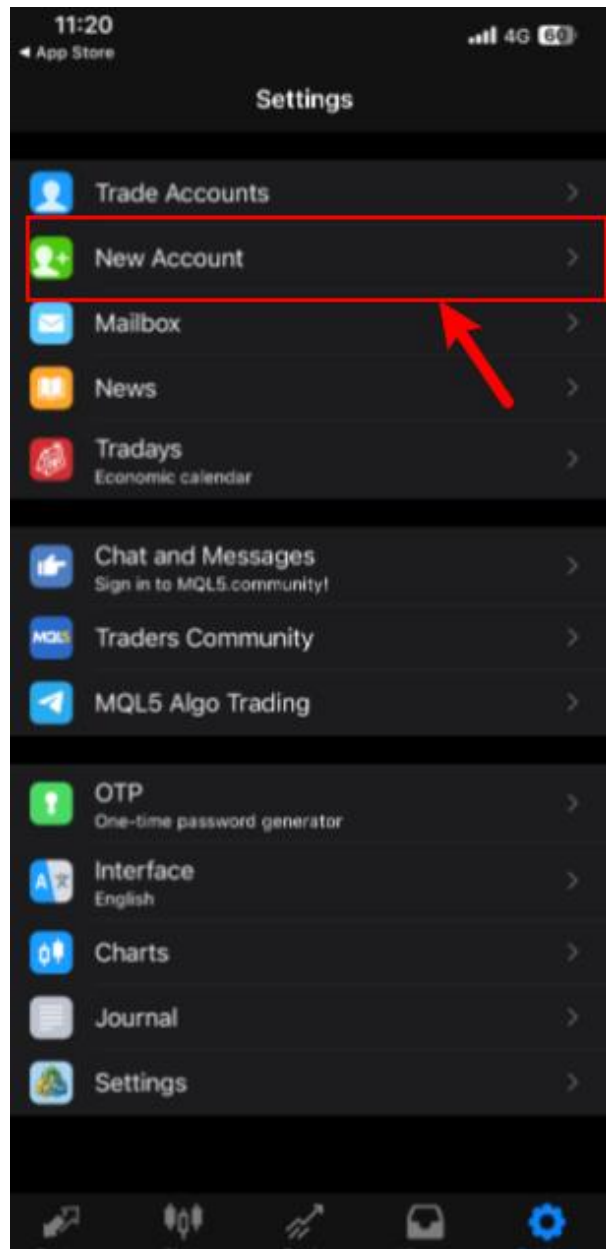 11:20
4G 60
◀ App Store
Settings
Trade Accounts
New Account
Mailbox
News
Tradays
Economic calendar
Chat and Messages
Sign in to MQL5.community!
MQL5
Traders Community
MQL5 Algo Trading
OTP
One-time password generator
Interface
English
Charts
Journal
Settings